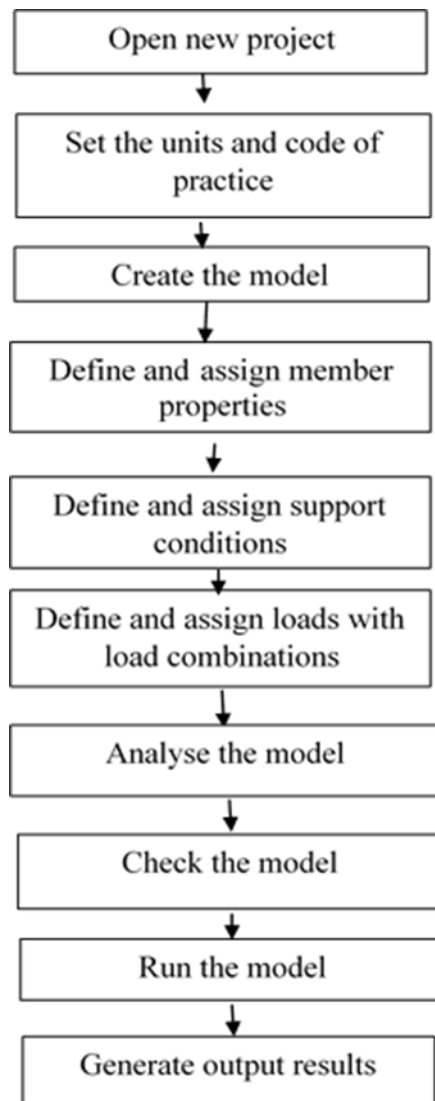 Open new project
Set the units and code of
practice
Create the model
Define and assign member
properties
Define and assign support
conditions
Define and assign loads with
load combinations
Analyse the model
Check the model
Run the model
Generate output results